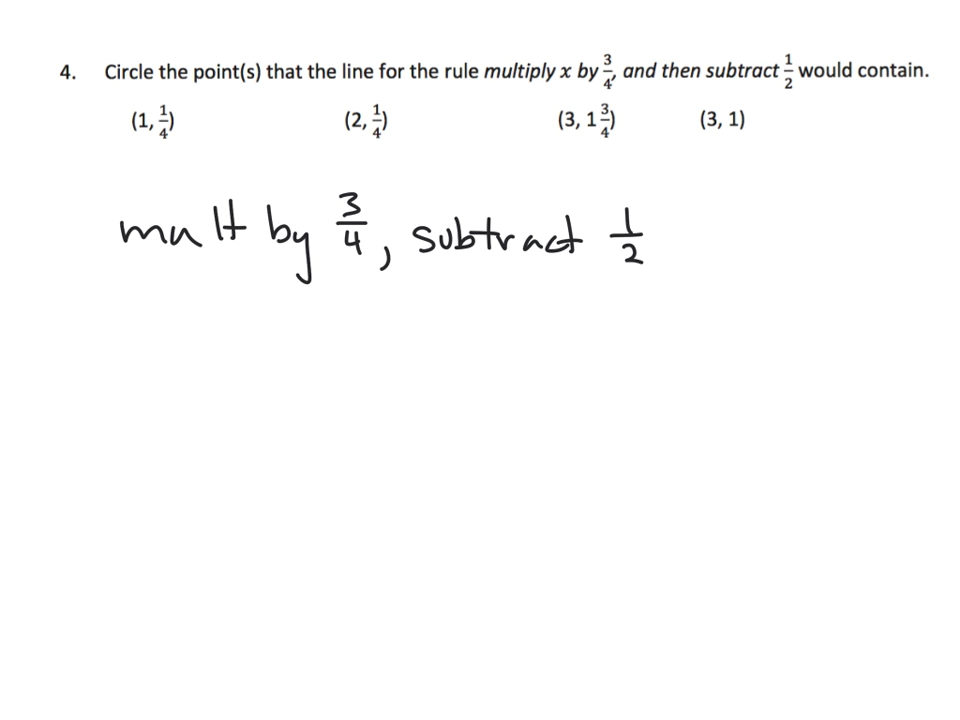 4. Circle the point(s) that the line for the rule multiply x by 3/4, and then subtract 1/2 would contain.
(1, 1/4) (2, 1/4) (3, 1 3/4) (3, 1)
mult by 3/4, subtract 1/2